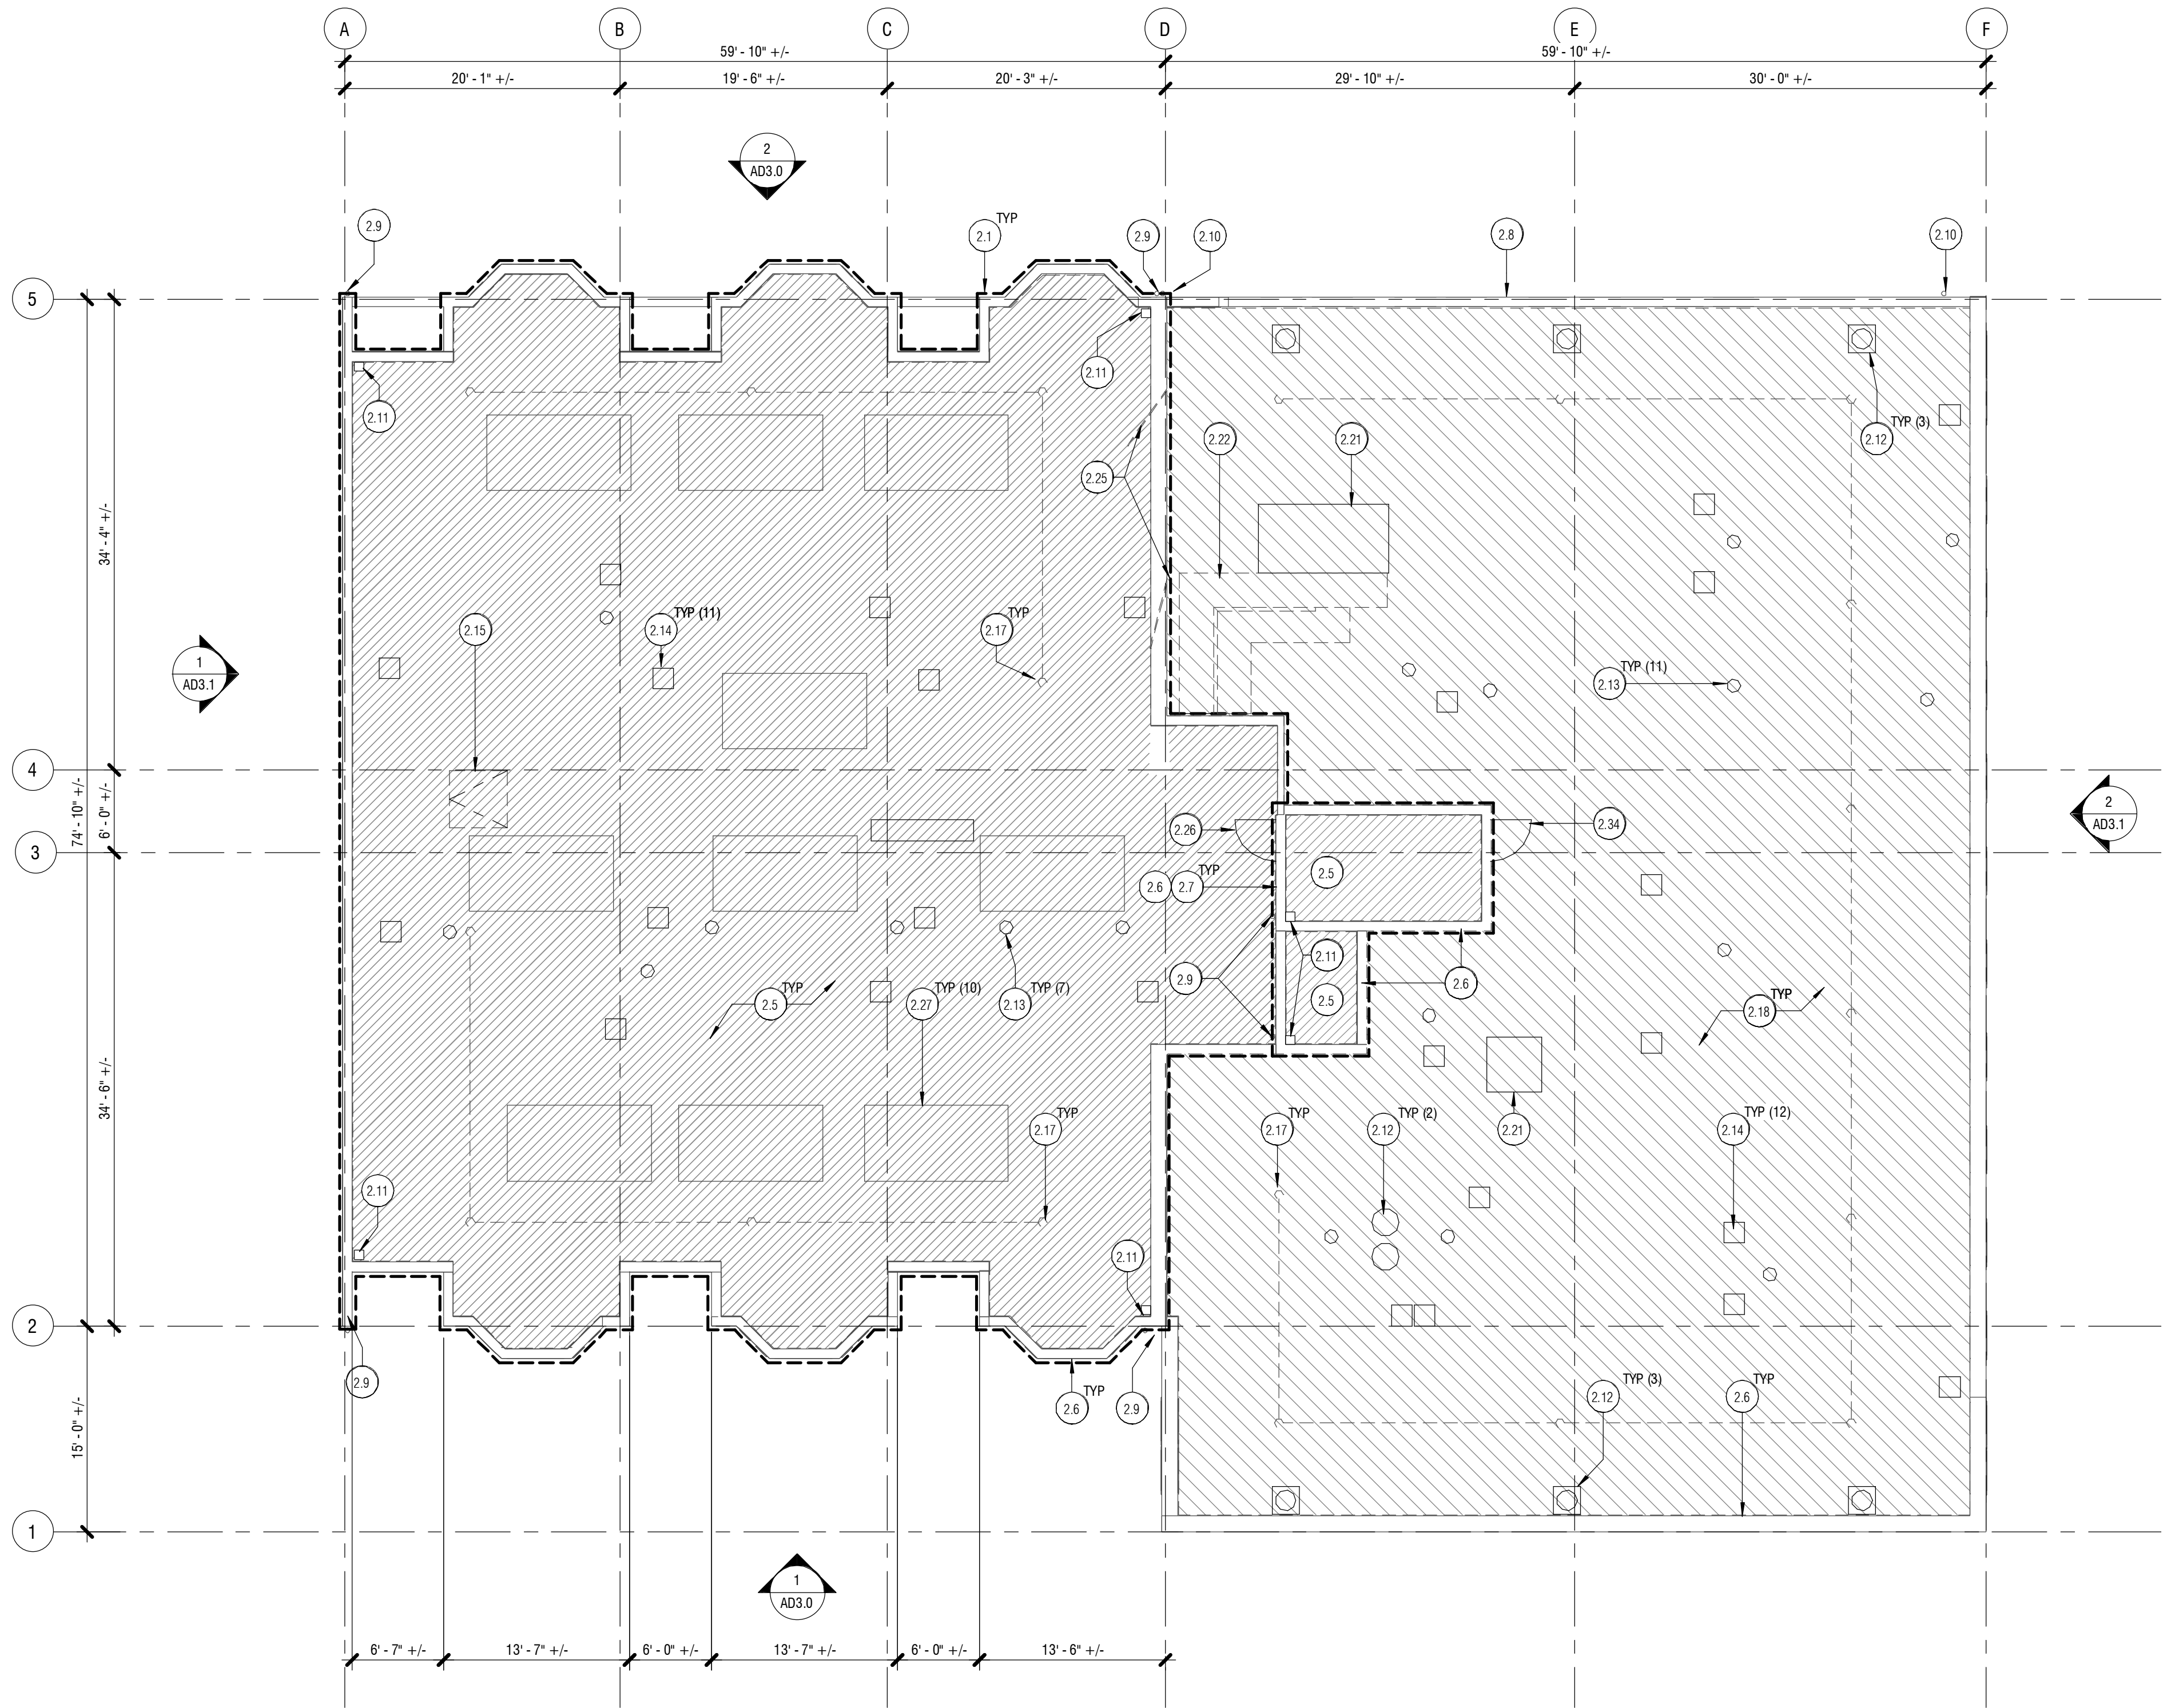 A
B
C
D
E
F
59' - 10" +/-
59' - 10" +/-
20' - 1" +/-
19' - 6" +/-
20' - 3" +/-
29' - 10" +/-
30' - 0" +/-
2
AD3.0
2.9
TYP
2.1
2.9
2.10
2.8
2.10
5
2.11
2.11
2.22
2.21
TYP (3)
2.12
2.25
34' - 4" +/-
2.15
TYP (11)
2.14
TYP
2.17
TYP (11)
2.13
1
AD3.1
4
74' - 10" +/-
6' - 0" +/-
2.26
2.34
2
AD3.1
3
2.5
2.6
2.7
TYP
2.11
2.9
2.6
TYP
2.5
TYP (10)
2.27
TYP (7)
2.13
2.5
TYP
2.18
34' - 6" +/-
TYP
2.17
TYP
2.17
TYP (2)
2.12
2.21
TYP (12)
2.14
2.11
2.11
2
2.9
TYP
2.6
2.9
TYP (3)
2.12
TYP
2.6
15' - 0" +/-
1
1
AD3.0
6' - 7" +/-
13' - 7" +/-
6' - 0" +/-
13' - 7" +/-
6' - 0" +/-
13' - 6" +/-